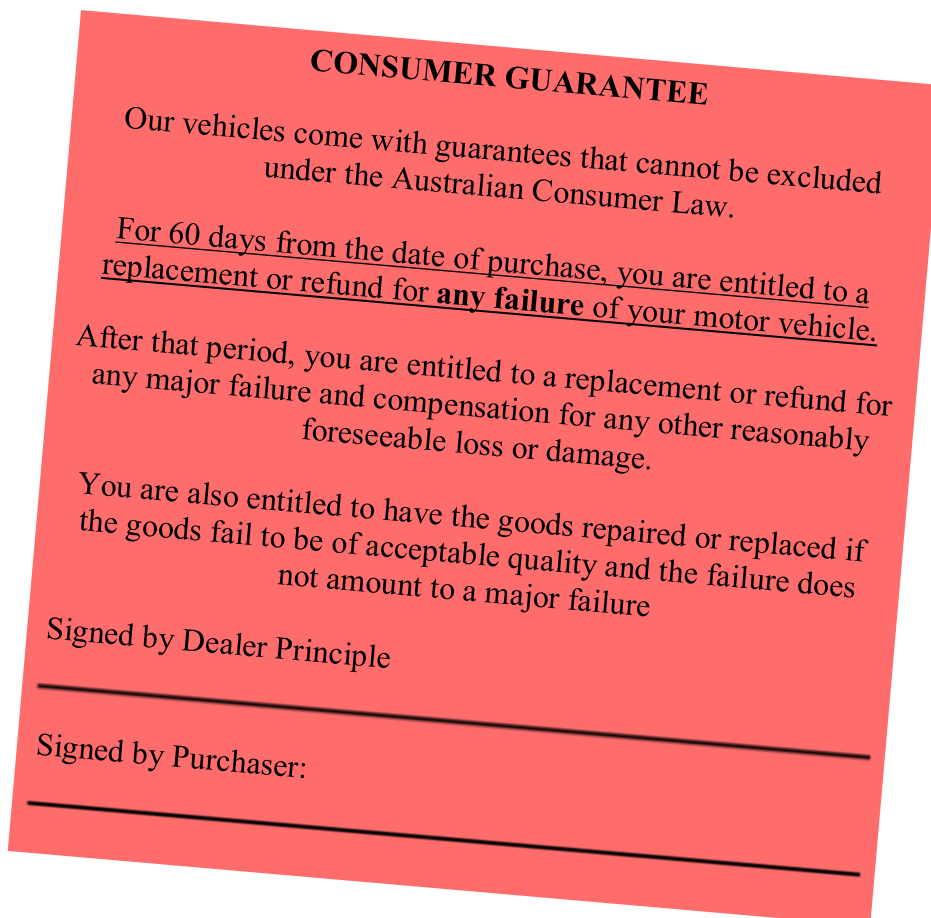 CONSUMER GUARANTEE
Our vehicles come with guarantees that cannot be excluded
under the Australian Consumer Law.
For 60 days from the date of purchase, you are entitled to a
replacement or refund for any failure of your motor vehicle.
After that period, you are entitled to a replacement or refund for
any major failure and compensation for any other reasonably
foreseeable loss or damage.
You are also entitled to have the goods repaired or replaced if
the goods fail to be of acceptable quality and the failure does
not amount to a major failure
Signed by Dealer Principle
Signed by Purchaser: